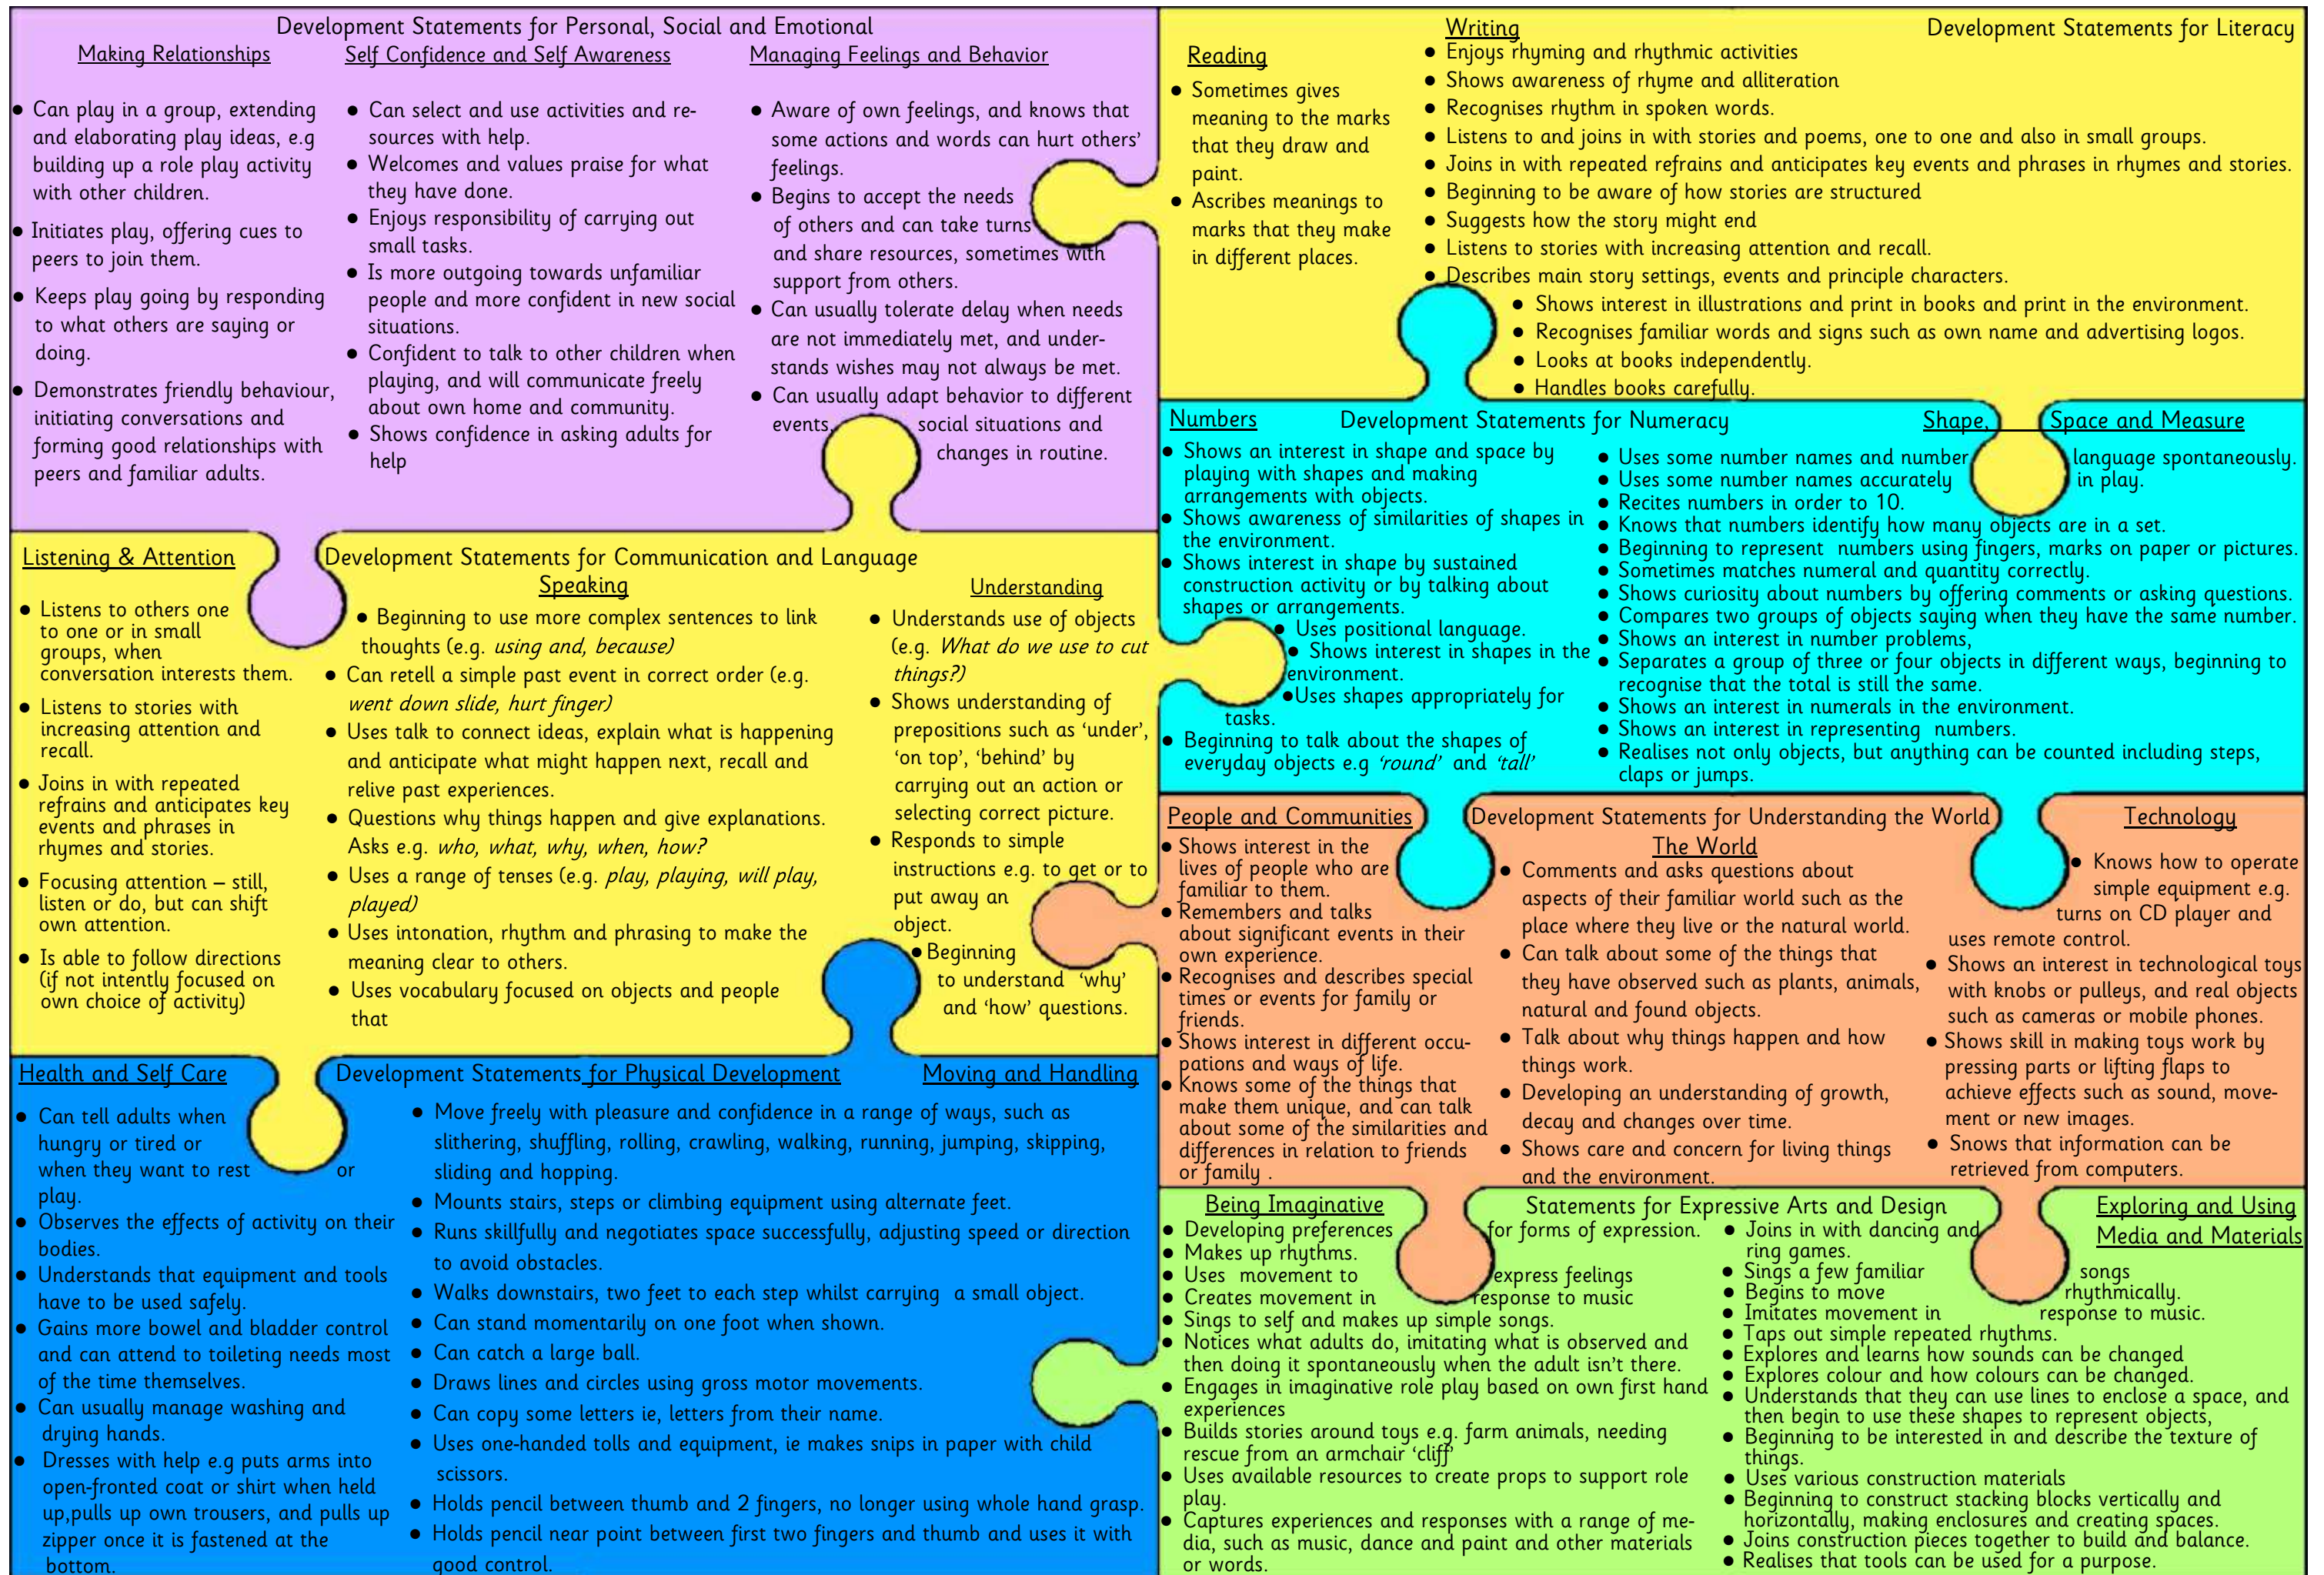 Development Statements for Personal, Social and Emotional
Making Relationships
● Can play in a group, extending
and elaborating play ideas, e.g
building up a role play activity
with other children.
● Initiates play, offering cues to
peers to join them.
● Keeps play going by responding
to what others are saying or
doing.
● Demonstrates friendly behaviour,
initiating conversations and
forming good relationships with
peers and familiar adults.
Self Confidence and Self Awareness
● Can select and use activities and re-
sources with help.
● Welcomes and values praise for what
they have done.
● Enjoys responsibility of carrying out
small tasks.
● Is more outgoing towards unfamiliar
people and more confident in new social
situations.
● Confident to talk to other children when
playing, and will communicate freely
about own home and community.
● Shows confidence in asking adults for
help
Managing Feelings and Behavior
● Aware of own feelings, and knows that
some actions and words can hurt others’
feelings.
● Begins to accept the needs
of others and can take turns
and share resources, sometimes with
support from others.
● Can usually tolerate delay when needs
are not immediately met, and under-
stands wishes may not always be met.
● Can usually adapt behavior to different
events, social situations and
changes in routine.
Development Statements for Literacy
Reading
● Sometimes gives
meaning to the marks
that they draw and
paint.
● Ascribes meanings to
marks that they make
in different places.
Writing
● Enjoys rhyming and rhythmic activities
● Shows awareness of rhyme and alliteration
● Recognises rhythm in spoken words.
● Listens to and joins in with stories and poems, one to one and also in small groups.
● Joins in with repeated refrains and anticipates key events and phrases in rhymes and stories.
● Beginning to be aware of how stories are structured
● Suggests how the story might end
● Listens to stories with increasing attention and recall.
● Describes main story settings, events and principle characters.
● Shows interest in illustrations and print in books and print in the environment.
● Recognises familiar words and signs such as own name and advertising logos.
● Looks at books independently.
● Handles books carefully.
Development Statements for Numeracy
Numbers
● Shows an interest in shape and space by
playing with shapes and making
arrangements with objects.
● Shows awareness of similarities of shapes in
the environment.
● Shows interest in shape by sustained
construction activity or by talking about
shapes or arrangements.
● Uses positional language.
● Shows interest in shapes in the
environment.
● Uses shapes appropriately for
tasks.
● Beginning to talk about the shapes of
everyday objects e.g ‘round’ and ‘tall’
Shape, Space and Measure
● Uses some number names and number language spontaneously.
● Uses some number names accurately in play.
● Recites numbers in order to 10.
● Knows that numbers identify how many objects are in a set.
● Beginning to represent numbers using fingers, marks on paper or pictures.
● Sometimes matches numeral and quantity correctly.
● Shows curiosity about numbers by offering comments or asking questions.
● Compares two groups of objects saying when they have the same number.
● Shows an interest in number problems,
● Separates a group of three or four objects in different ways, beginning to
recognise that the total is still the same.
● Shows an interest in numerals in the environment.
● Shows an interest in representing numbers.
● Realises not only objects, but anything can be counted including steps,
claps or jumps.
Development Statements for Communication and Language
Listening & Attention
● Listens to others one
to one or in small
groups, when
conversation interests them.
● Listens to stories with
increasing attention and
recall.
● Joins in with repeated
refrains and anticipates key
events and phrases in
rhymes and stories.
● Focusing attention – still,
listen or do, but can shift
own attention.
● Is able to follow directions
(if not intently focused on
own choice of activity)
Speaking
● Beginning to use more complex sentences to link
thoughts (e.g. using and, because)
● Can retell a simple past event in correct order (e.g.
went down slide, hurt finger)
● Uses talk to connect ideas, explain what is happening
and anticipate what might happen next, recall and
relive past experiences.
● Questions why things happen and give explanations.
Asks e.g. who, what, why, when, how?
● Uses a range of tenses (e.g. play, playing, will play,
played)
● Uses intonation, rhythm and phrasing to make the
meaning clear to others.
● Uses vocabulary focused on objects and people
that
Understanding
● Understands use of objects
(e.g. What do we use to cut
things?)
● Shows understanding of
prepositions such as ‘under’,
‘on top’, ‘behind’ by
carrying out an action or
selecting correct picture.
● Responds to simple
instructions e.g. to get or to
put away an
object.
● Beginning
to understand ‘why’
and ‘how’ questions.
Development Statements for Understanding the World
People and Communities
● Shows interest in the
lives of people who are
familiar to them.
● Remembers and talks
about significant events in their
own experience.
● Recognises and describes special
times or events for family or
friends.
● Shows interest in different occu-
pations and ways of life.
● Knows some of the things that
make them unique, and can talk
about some of the similarities and
differences in relation to friends
or family .
The World
● Comments and asks questions about
aspects of their familiar world such as the
place where they live or the natural world.
● Can talk about some of the things that
they have observed such as plants, animals,
natural and found objects.
● Talk about why things happen and how
things work.
● Developing an understanding of growth,
decay and changes over time.
● Shows care and concern for living things
and the environment.
Technology
● Knows how to operate
simple equipment e.g.
turns on CD player and
uses remote control.
● Shows an interest in technological toys
with knobs or pulleys, and real objects
such as cameras or mobile phones.
● Shows skill in making toys work by
pressing parts or lifting flaps to
achieve effects such as sound, move-
ment or new images.
● Snows that information can be
retrieved from computers.
Development Statements for Physical Development
Health and Self Care
● Can tell adults when
hungry or tired or
when they want to rest or
play.
● Observes the effects of activity on their
bodies.
● Understands that equipment and tools
have to be used safely.
● Gains more bowel and bladder control
and can attend to toileting needs most
of the time themselves.
● Can usually manage washing and
drying hands.
● Dresses with help e.g puts arms into
open-fronted coat or shirt when held
up,pulls up own trousers, and pulls up
zipper once it is fastened at the
bottom.
Moving and Handling
● Move freely with pleasure and confidence in a range of ways, such as
slithering, shuffling, rolling, crawling, walking, running, jumping, skipping,
sliding and hopping.
● Mounts stairs, steps or climbing equipment using alternate feet.
● Runs skillfully and negotiates space successfully, adjusting speed or direction
to avoid obstacles.
● Walks downstairs, two feet to each step whilst carrying a small object.
● Can stand momentarily on one foot when shown.
● Can catch a large ball.
● Draws lines and circles using gross motor movements.
● Can copy some letters ie, letters from their name.
● Uses one-handed tolls and equipment, ie makes snips in paper with child
scissors.
● Holds pencil between thumb and 2 fingers, no longer using whole hand grasp.
● Holds pencil near point between first two fingers and thumb and uses it with
good control.
Statements for Expressive Arts and Design
Being Imaginative
● Developing preferences for forms of expression.
● Makes up rhythms.
● Uses movement to express feelings
● Creates movement in response to music
● Sings to self and makes up simple songs.
● Notices what adults do, imitating what is observed and
then doing it spontaneously when the adult isn’t there.
● Engages in imaginative role play based on own first hand
experiences
● Builds stories around toys e.g. farm animals, needing
rescue from an armchair ‘cliff’
● Uses available resources to create props to support role
play.
● Captures experiences and responses with a range of me-
dia, such as music, dance and paint and other materials
or words.
Exploring and Using
Media and Materials
● Joins in with dancing and
ring games.
● Sings a few familiar songs
● Begins to move rhythmically.
● Imitates movement in response to music.
● Taps out simple repeated rhythms.
● Explores and learns how sounds can be changed
● Explores colour and how colours can be changed.
● Understands that they can use lines to enclose a space, and
then begin to use these shapes to represent objects,
● Beginning to be interested in and describe the texture of
things.
● Uses various construction materials
● Beginning to construct stacking blocks vertically and
horizontally, making enclosures and creating spaces.
● Joins construction pieces together to build and balance.
● Realises that tools can be used for a purpose.